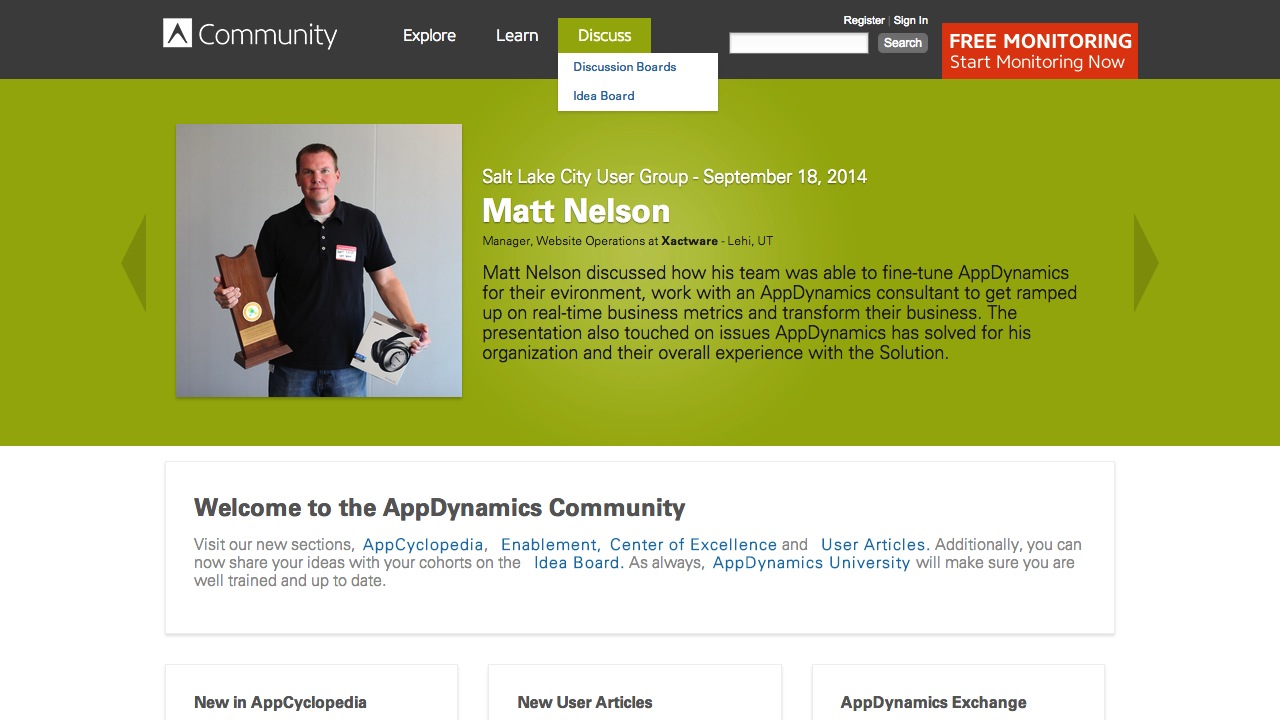 Community
Explore
Learn
Discuss
Register | Sign In
Search
FREE MONITORING
Start Monitoring Now
Discussion Boards
Idea Board
Salt Lake City User Group - September 18, 2014
Matt Nelson
Manager, Website Operations at Xactware - Lehi, UT
Matt Nelson discussed how his team was able to fine-tune AppDynamics
for their evironment, work with an AppDynamics consultant to get ramped
up on real-time business metrics and transform their business. The
presentation also touched on issues AppDynamics has solved for his
organization and their overall experience with the Solution.
Welcome to the AppDynamics Community
Visit our new sections, AppCyclopedia, Enablement, Center of Excellence and User Articles. Additionally, you can
now share your ideas with your cohorts on the Idea Board. As always, AppDynamics University will make sure you are
well trained and up to date.
New in AppCyclopedia
New User Articles
AppDynamics Exchange